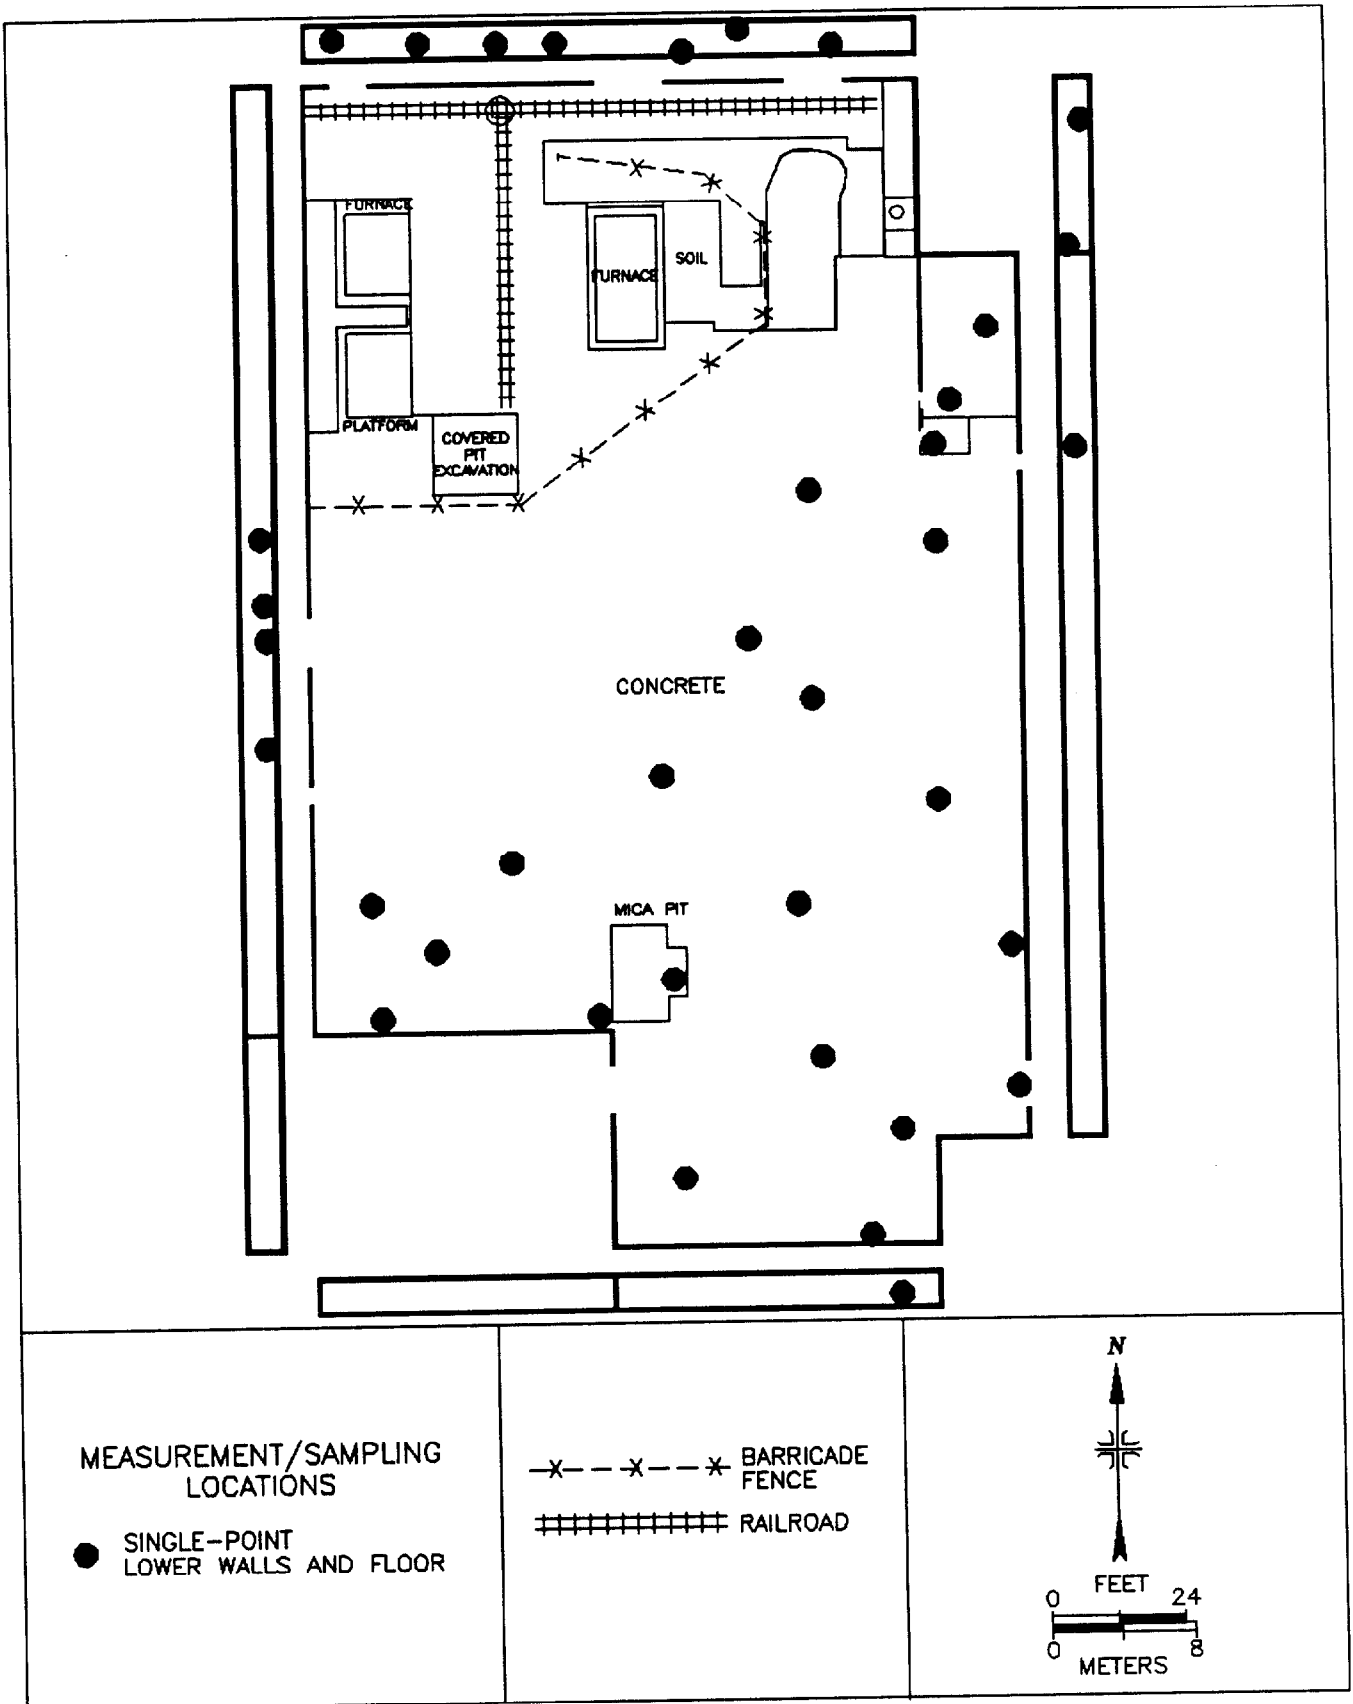 FURNACE
SOIL
FURNACE
PLATFORM
COVERED
PIT
EXCAVATION
CONCRETE
MICA PIT
MEASUREMENT/SAMPLING
LOCATIONS
SINGLE-POINT
LOWER WALLS AND FLOOR
BARRICADE
FENCE
RAILROAD
N
FEET
0 24
0 8
METERS